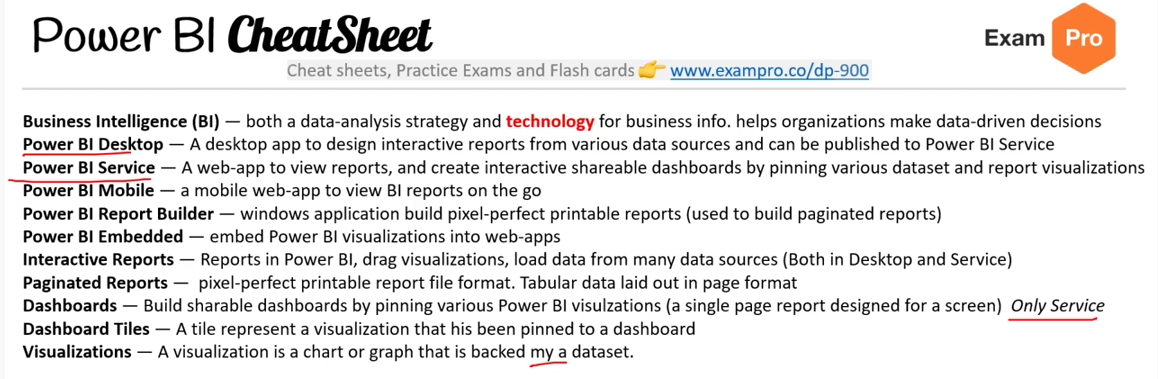 Power BI CheatSheet
Exam Pro
Cheat sheets, Practice Exams and Flash cards 👉 www.exampro.co/dp-900
Business Intelligence (BI) — both a data-analysis strategy and technology for business info. helps organizations make data-driven decisions
Power BI Desktop — A desktop app to design interactive reports from various data sources and can be published to Power BI Service
Power BI Service — A web-app to view reports, and create interactive shareable dashboards by pinning various dataset and report visualizations
Power BI Mobile — a mobile web-app to view BI reports on the go
Power BI Report Builder — windows application build pixel-perfect printable reports (used to build paginated reports)
Power BI Embedded — embed Power BI visualizations into web-apps
Interactive Reports — Reports in Power BI, drag visualizations, load data from many data sources (Both in Desktop and Service)
Paginated Reports — pixel-perfect printable report file format. Tabular data laid out in page format
Dashboards — Build sharable dashboards by pinning various Power BI visulzations (a single page report designed for a screen) Only Service
Dashboard Tiles — A tile represent a visualization that his been pinned to a dashboard
Visualizations — A visualization is a chart or graph that is backed my a dataset.